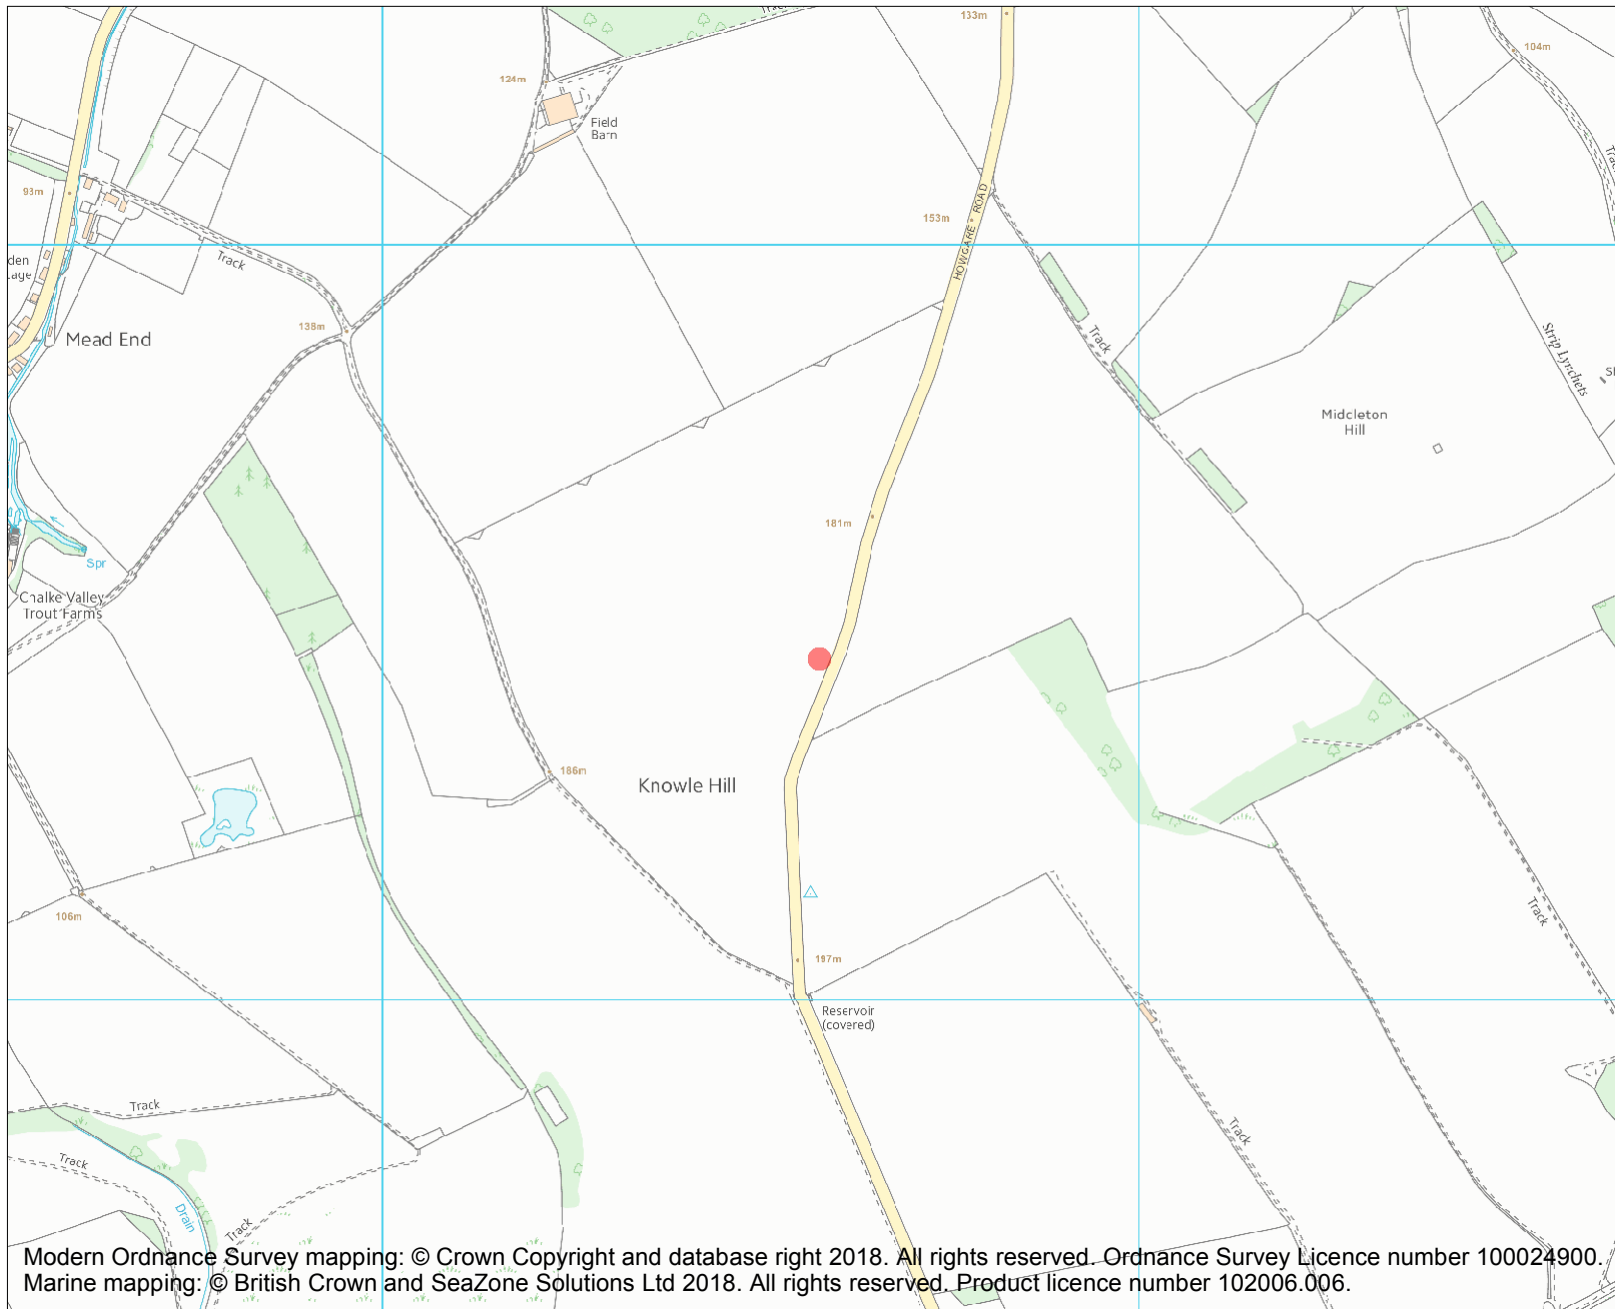 Track
133m
104m
124m
Field
Barn
93m
153m
HOWGARE ROAD
Track
den
Mead End
138m
Track
Strip Lynchets
Midcleton
Hill
181m
Spr
Chalke Valley
Trout Farms
186m
Knowle Hill
106m
Track
197m
Reservoir
(covered)
Track
Track
Track
Drain
Track
Modern Ordnance Survey mapping: © Crown Copyright and database right 2018. All rights reserved. Ordnance Survey Licence number 100024900.
Marine mapping: © British Crown and SeaZone Solutions Ltd 2018. All rights reserved. Product licence number 102006.006.